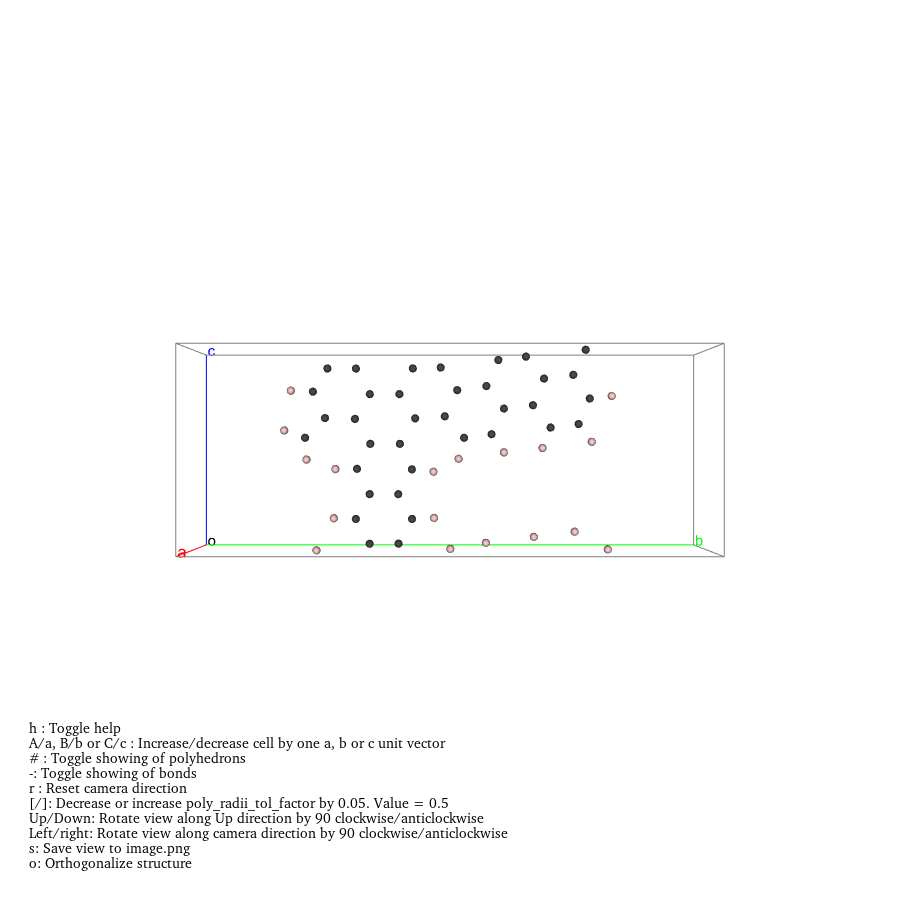 c
o
a
b
h : Toggle help
A/a, B/b or C/c : Increase/decrease cell by one a, b or c unit vector
# : Toggle showing of polyhedrons
-: Toggle showing of bonds
r : Reset camera direction
[/]: Decrease or increase poly_radii_tol_factor by 0.05. Value = 0.5
Up/Down: Rotate view along Up direction by 90 clockwise/anticlockwise
Left/right: Rotate view along camera direction by 90 clockwise/anticlockwise
s: Save view to image.png
o: Orthogonalize structure